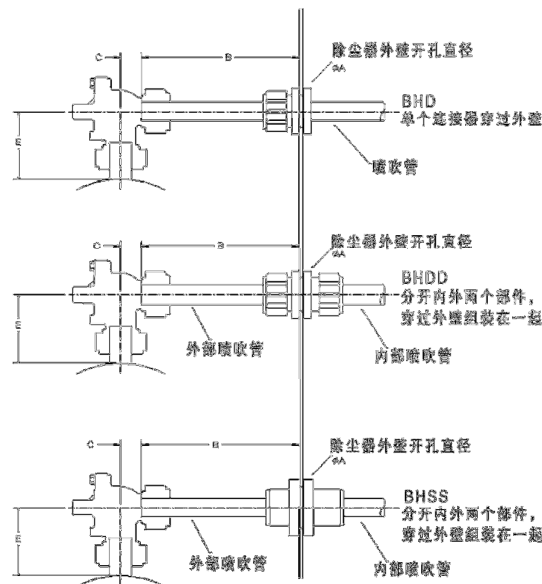 C
B
除尘器外壁开孔直径
ØA
BHD
单个连接器穿过外壁
E
喷吹管
C
B
除尘器外壁开孔直径
ØA
BHDD
分开内外两个部件,
穿过外壁组装在一起
E
外部喷吹管
内部喷吹管
C
B
除尘器外壁开孔直径
ØA
BHSS
分开内外两个部件,
穿过外壁组装在一起
E
外部喷吹管
内部喷吹管